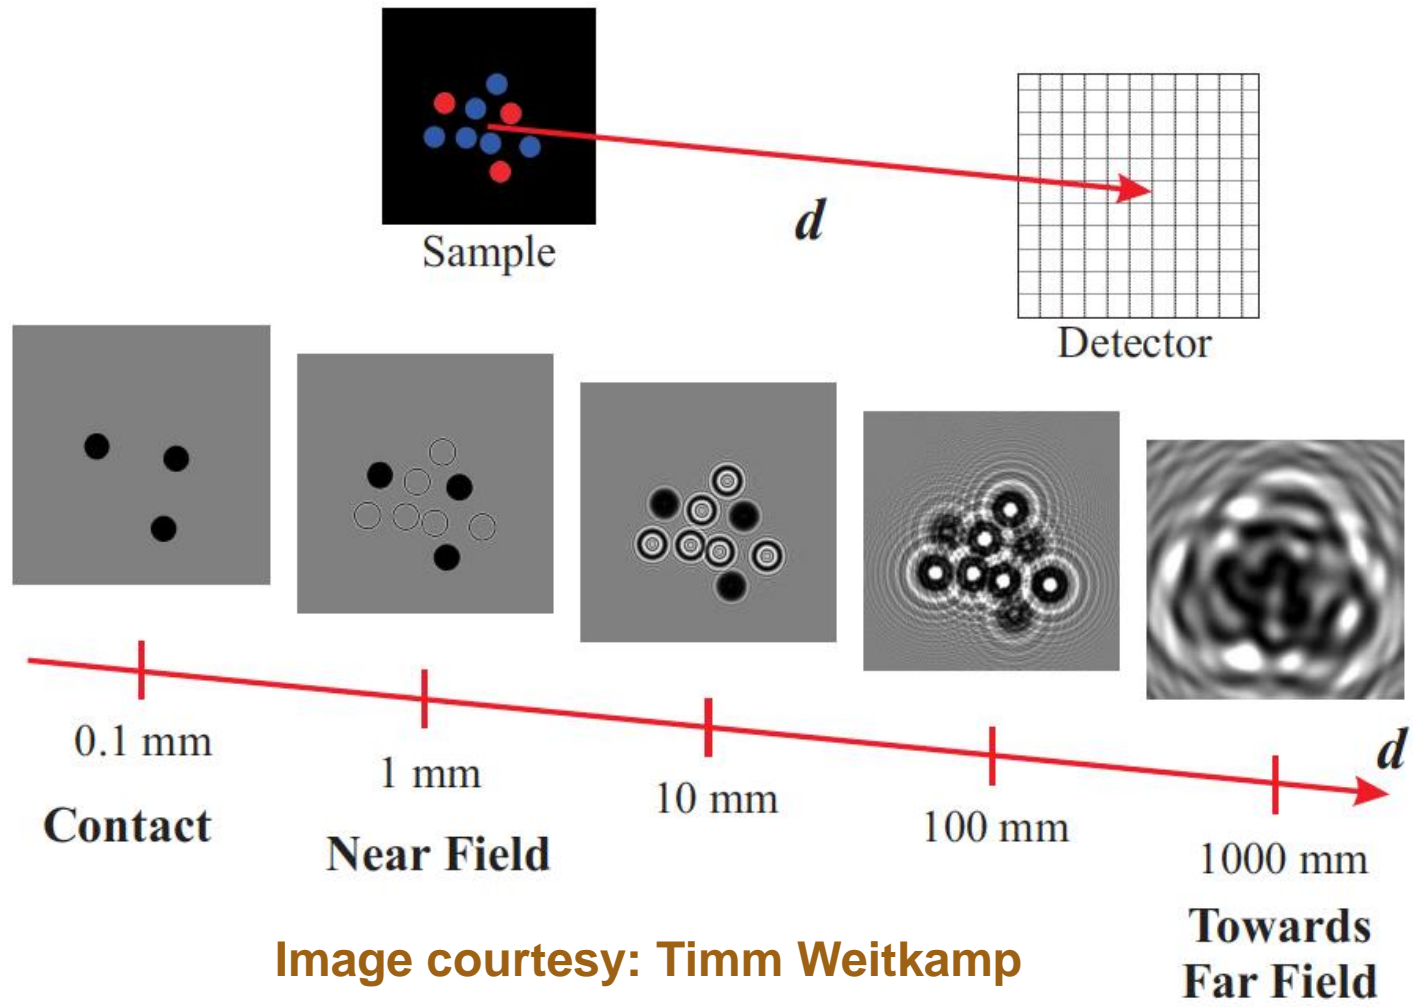 Sample
d
Detector
0.1 mm
1 mm
10 mm
100 mm
1000 mm
d
Contact
Near Field
Towards
Far Field
Image courtesy: Timm Weitkamp